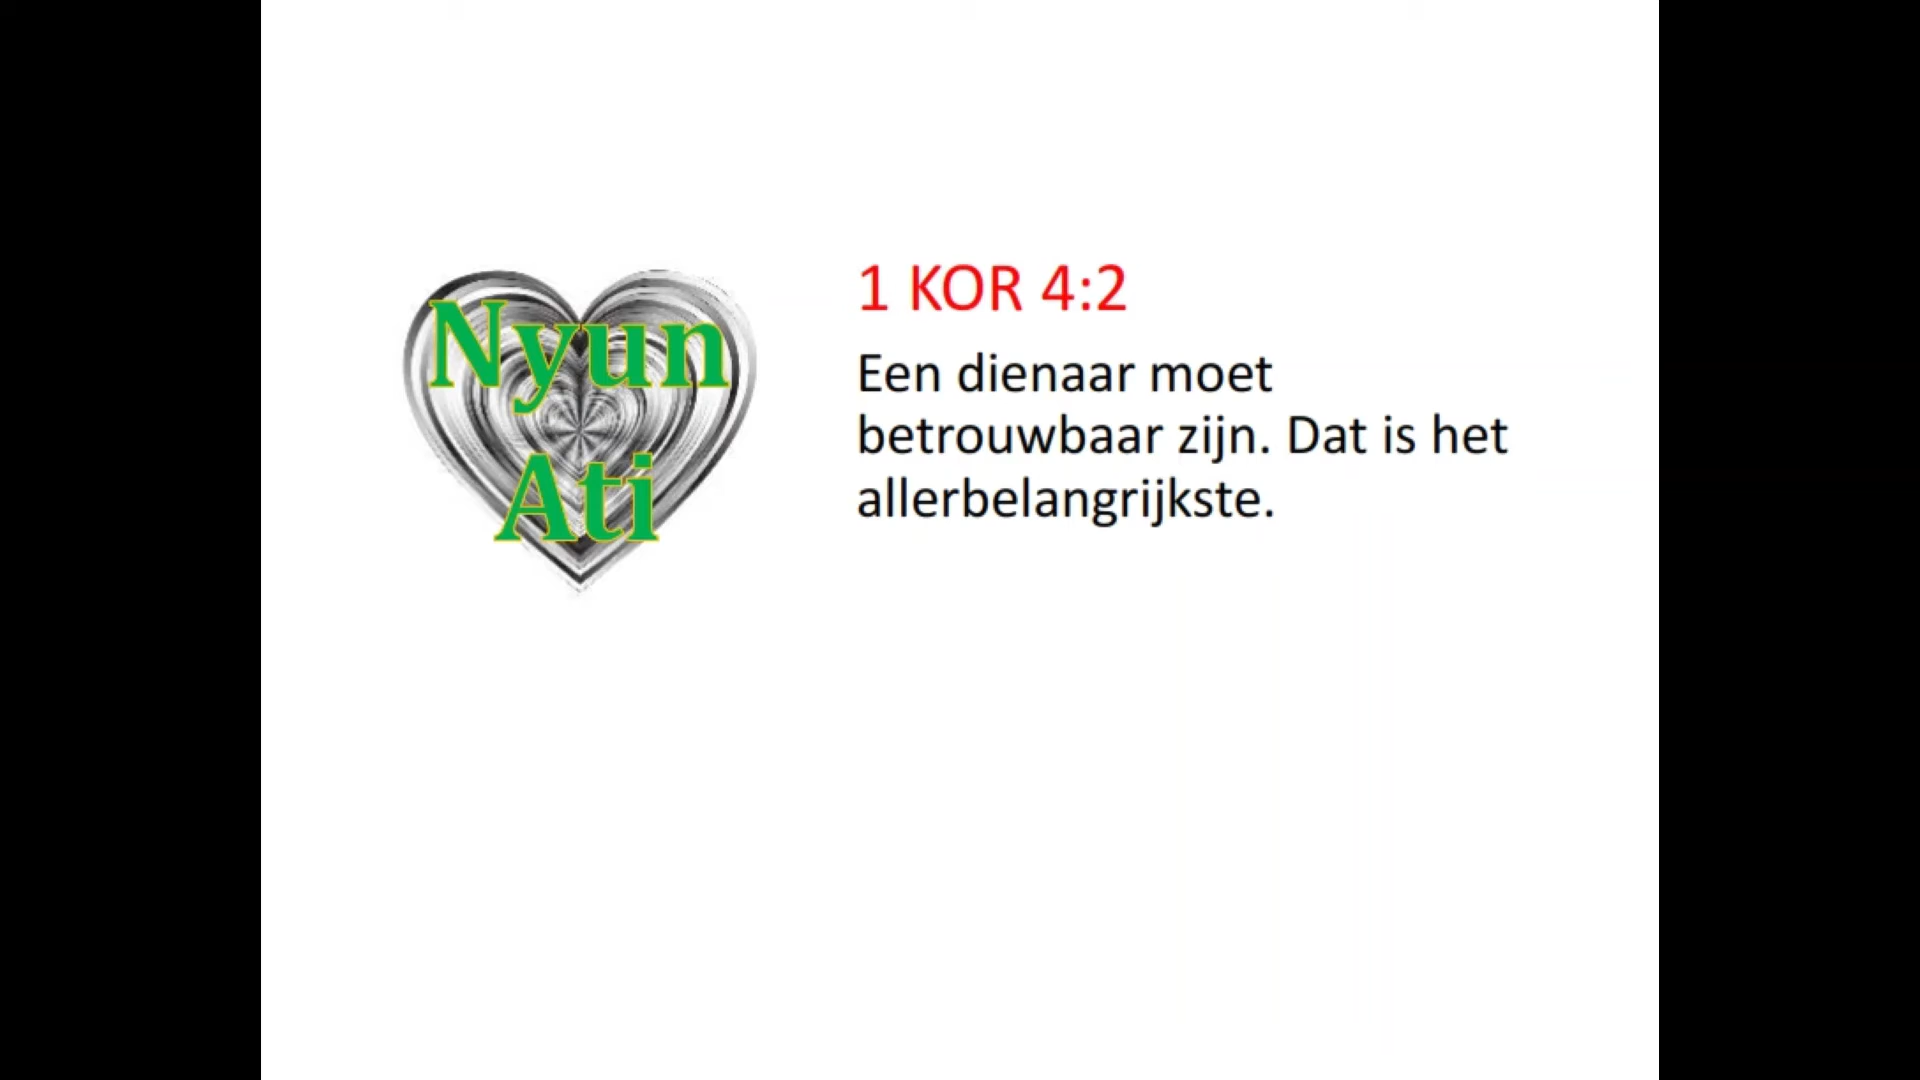 Nyun
Ati
1 KOR 4:2
Een dienaar moet
betrouwbaar zijn. Dat is het
allerbelangrijkste.